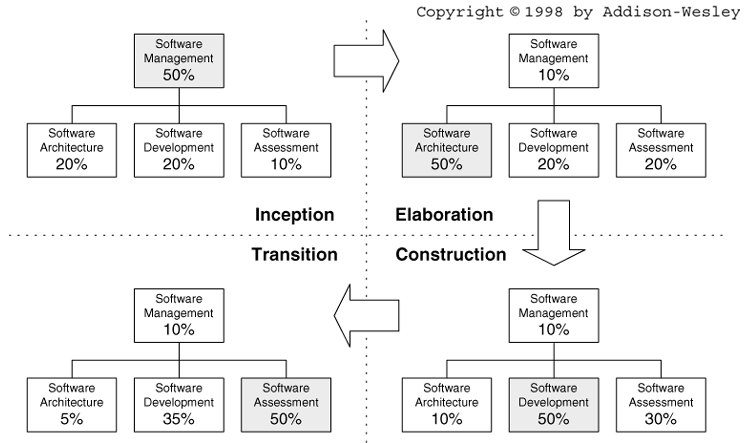 Copyright © 1998 by Addison-Wesley
Software
Management
50%
Software
Architecture
20%
Software
Development
20%
Software
Assessment
10%
Inception
Software
Management
10%
Software
Architecture
50%
Software
Development
20%
Software
Assessment
20%
Elaboration
Transition
Software
Management
10%
Software
Architecture
5%
Software
Development
35%
Software
Assessment
50%
Construction
Software
Management
10%
Software
Architecture
10%
Software
Development
50%
Software
Assessment
30%